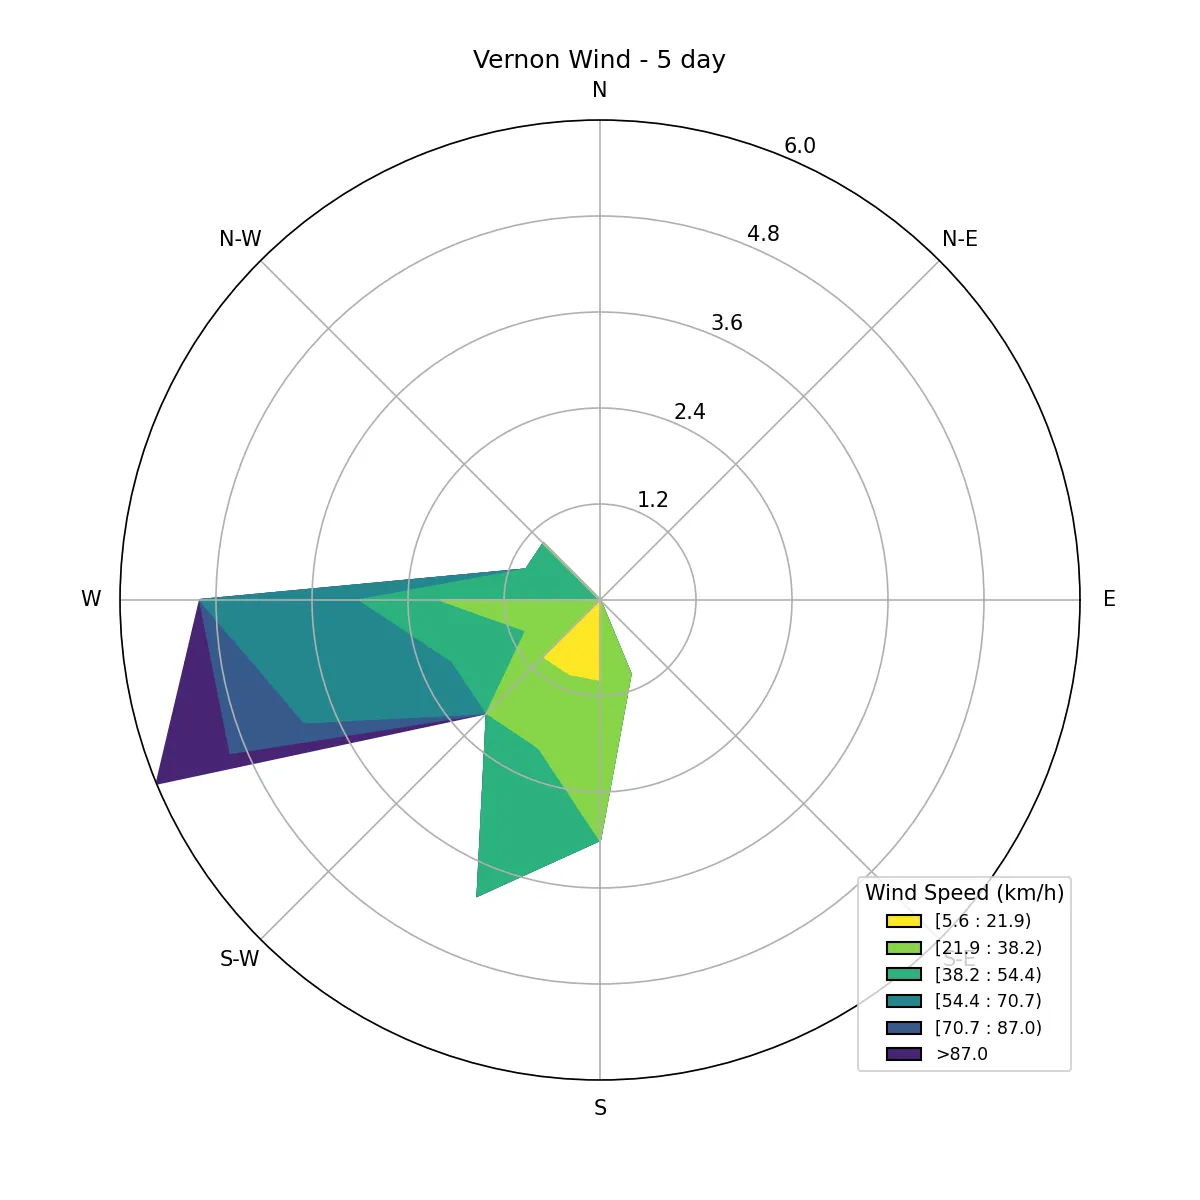 Vernon Wind - 5 day
N
6.0
4.8
N-W
N-E
3.6
2.4
1.2
W
E
Wind Speed (km/h)
[5.6 : 21.9)
[21.9 : 38.2)
S-W
S-E
[38.2 : 54.4)
[54.4 : 70.7)
[70.7 : 87.0)
>87.0
S